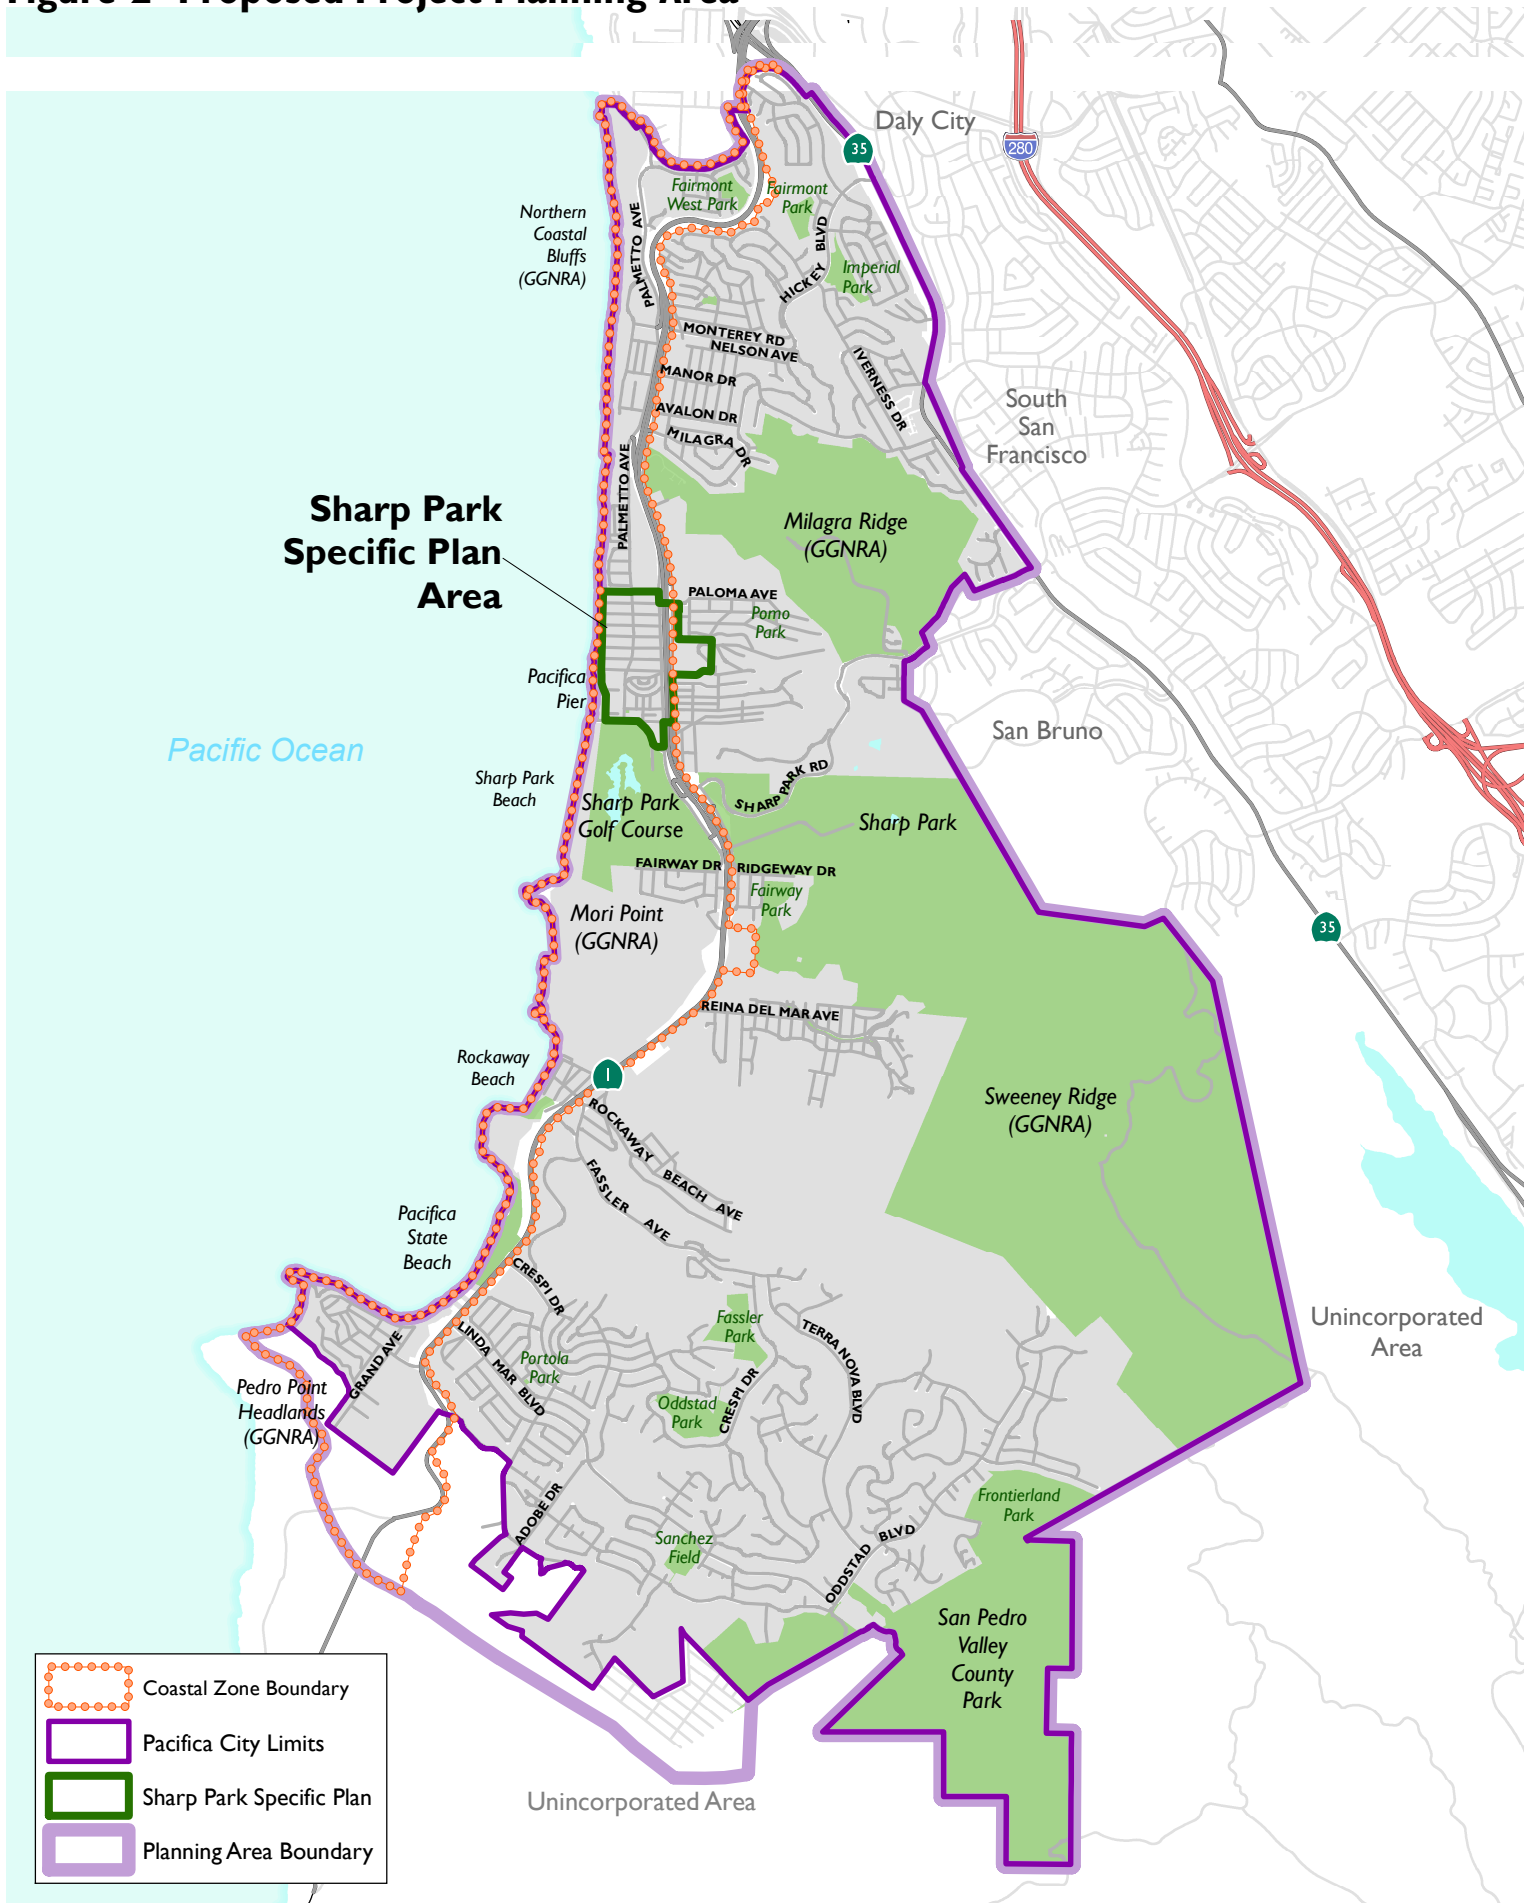 Figure 2 Proposed Project Planning Area
Daly City
35
280
Fairmont
West Park
Fairmont
Park
Northern
Coastal
Bluffs
(GGNRA)
PALMETTO AVE
HICKEY BLVD
Imperial
Park
MONTEREY RD
NELSON AVE
MANOR DR
IVERNESS DR
AVALON DR
MILAGRA DR
South
San
Francisco
PALMETTO AVE
Sharp Park
Specific Plan
Area
Milagra Ridge
(GGNRA)
PALOMA AVE
Pomo
Park
Pacifica
Pier
San Bruno
Pacific Ocean
Sharp Park
Beach
SHARP PARK RD
Sharp Park
Golf Course
Sharp Park
FAIRWAY DR
RIDGEWAY DR
Fairway
Park
Mori Point
(GGNRA)
35
REINA DEL MAR AVE
Rockaway
Beach
1
Sweeney Ridge
(GGNRA)
ROCKAWAY BEACH AVE
FASSLER AVE
Pacifica
State
Beach
CRESPI DR
Fassler
Park
TERRA NOVA BLVD
Unincorporated
Area
GRAND AVE
LINDA MAR BLVD
Portola
Park
Pedro Point
Headlands
(GGNRA)
Oddstad
Park
CRESPI DR
ADOBE DR
Frontierland
Park
Sanchez
Field
ODDSTAD BLVD
San Pedro
Valley
County
Park
Coastal Zone Boundary
Pacifica City Limits
Sharp Park Specific Plan
Planning Area Boundary
Unincorporated Area